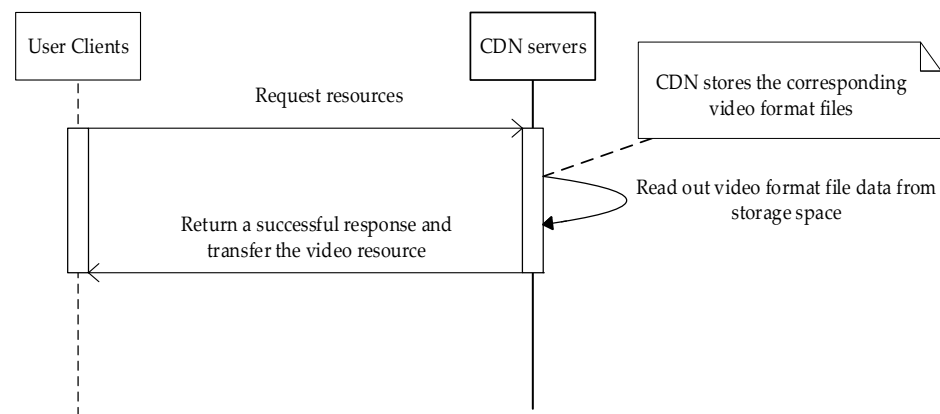 User Clients
CDN servers
CDN stores the corresponding
video format files
Request resources
Read out video format file data from
storage space
Return a successful response and
transfer the video resource